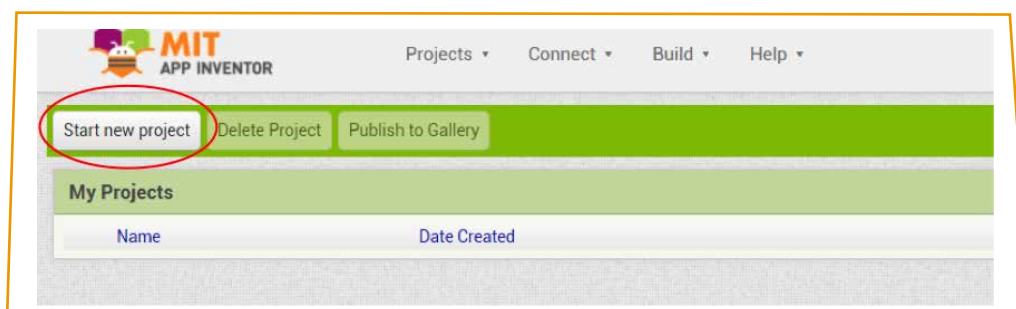 MIT
APP INVENTOR
Projects Connect Build Help
Start new project Delete Project Publish to Gallery
My Projects
Name Date Created